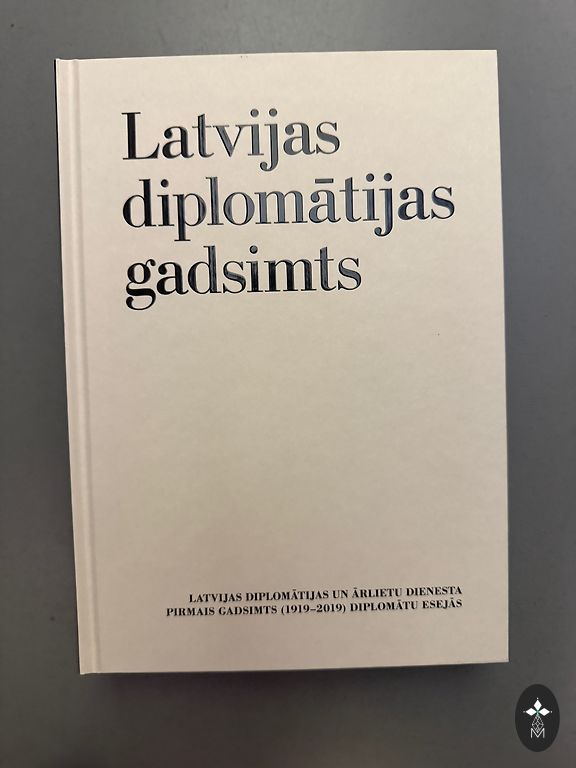 Latvijas
diplomātijas
gadsimts
LATVIJAS DIPLOMĀTIJAS UN ĀRLIETU DIENESTA
PIRMAIS GADSIMTS (1919–2019) DIPLOMĀTU ESEJĀS
M